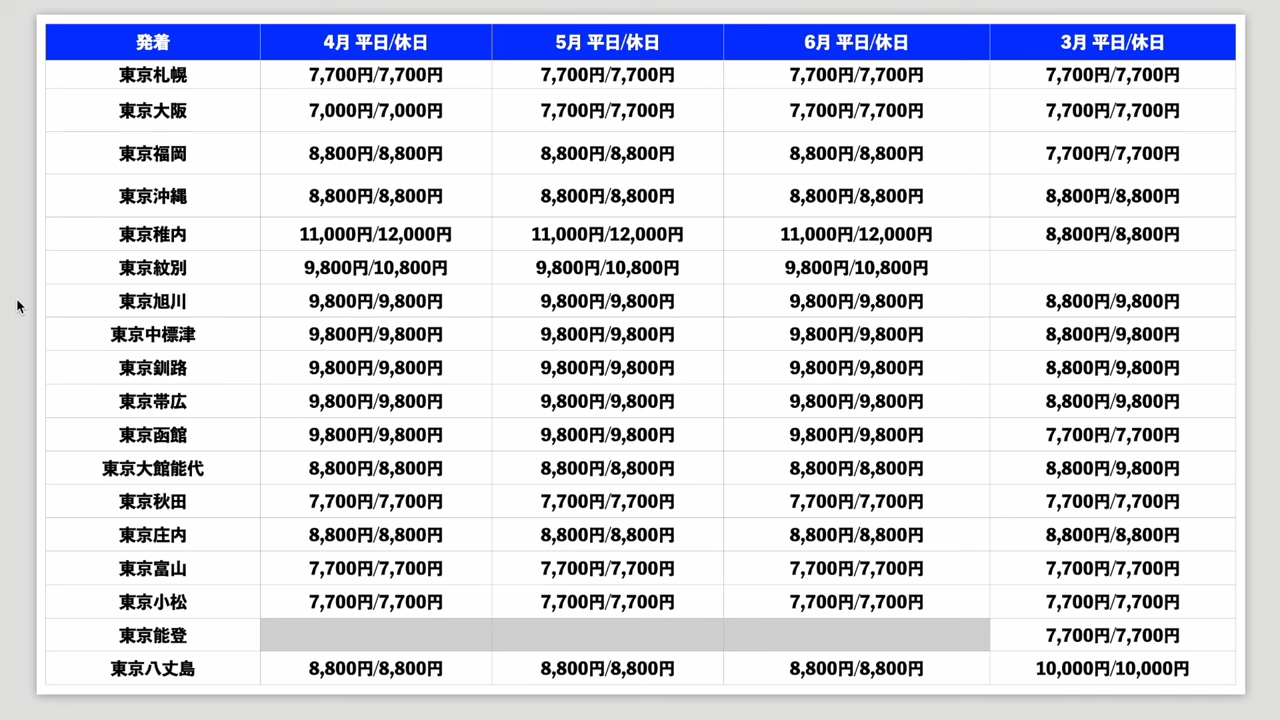 発着 4月 平日/休日 5月 平日/休日 6月 平日/休日 3月 平日/休日
東京札幌 7,700円/7,700円 7,700円/7,700円 7,700円/7,700円 7,700円/7,700円
東京大阪 7,000円/7,000円 7,700円/7,700円 7,700円/7,700円 7,700円/7,700円
東京福岡 8,800円/8,800円 8,800円/8,800円 8,800円/8,800円 7,700円/7,700円
東京沖縄 8,800円/8,800円 8,800円/8,800円 8,800円/8,800円 8,800円/8,800円
東京稚内 11,000円/12,000円 11,000円/12,000円 11,000円/12,000円 8,800円/8,800円
東京紋別 9,800円/10,800円 9,800円/10,800円 9,800円/10,800円
東京旭川 9,800円/9,800円 9,800円/9,800円 9,800円/9,800円 8,800円/9,800円
東京中標津 9,800円/9,800円 9,800円/9,800円 9,800円/9,800円 8,800円/9,800円
東京釧路 9,800円/9,800円 9,800円/9,800円 9,800円/9,800円 8,800円/9,800円
東京帯広 9,800円/9,800円 9,800円/9,800円 9,800円/9,800円 8,800円/9,800円
東京函館 9,800円/9,800円 9,800円/9,800円 9,800円/9,800円 7,700円/7,700円
東京大館能代 8,800円/8,800円 8,800円/8,800円 8,800円/8,800円 8,800円/9,800円
東京秋田 7,700円/7,700円 7,700円/7,700円 7,700円/7,700円 7,700円/7,700円
東京庄内 8,800円/8,800円 8,800円/8,800円 8,800円/8,800円 8,800円/8,800円
東京富山 7,700円/7,700円 7,700円/7,700円 7,700円/7,700円 7,700円/7,700円
東京小松 7,700円/7,700円 7,700円/7,700円 7,700円/7,700円 7,700円/7,700円
東京能登 7,700円/7,700円
東京八丈島 8,800円/8,800円 8,800円/8,800円 8,800円/8,800円 10,000円/10,000円